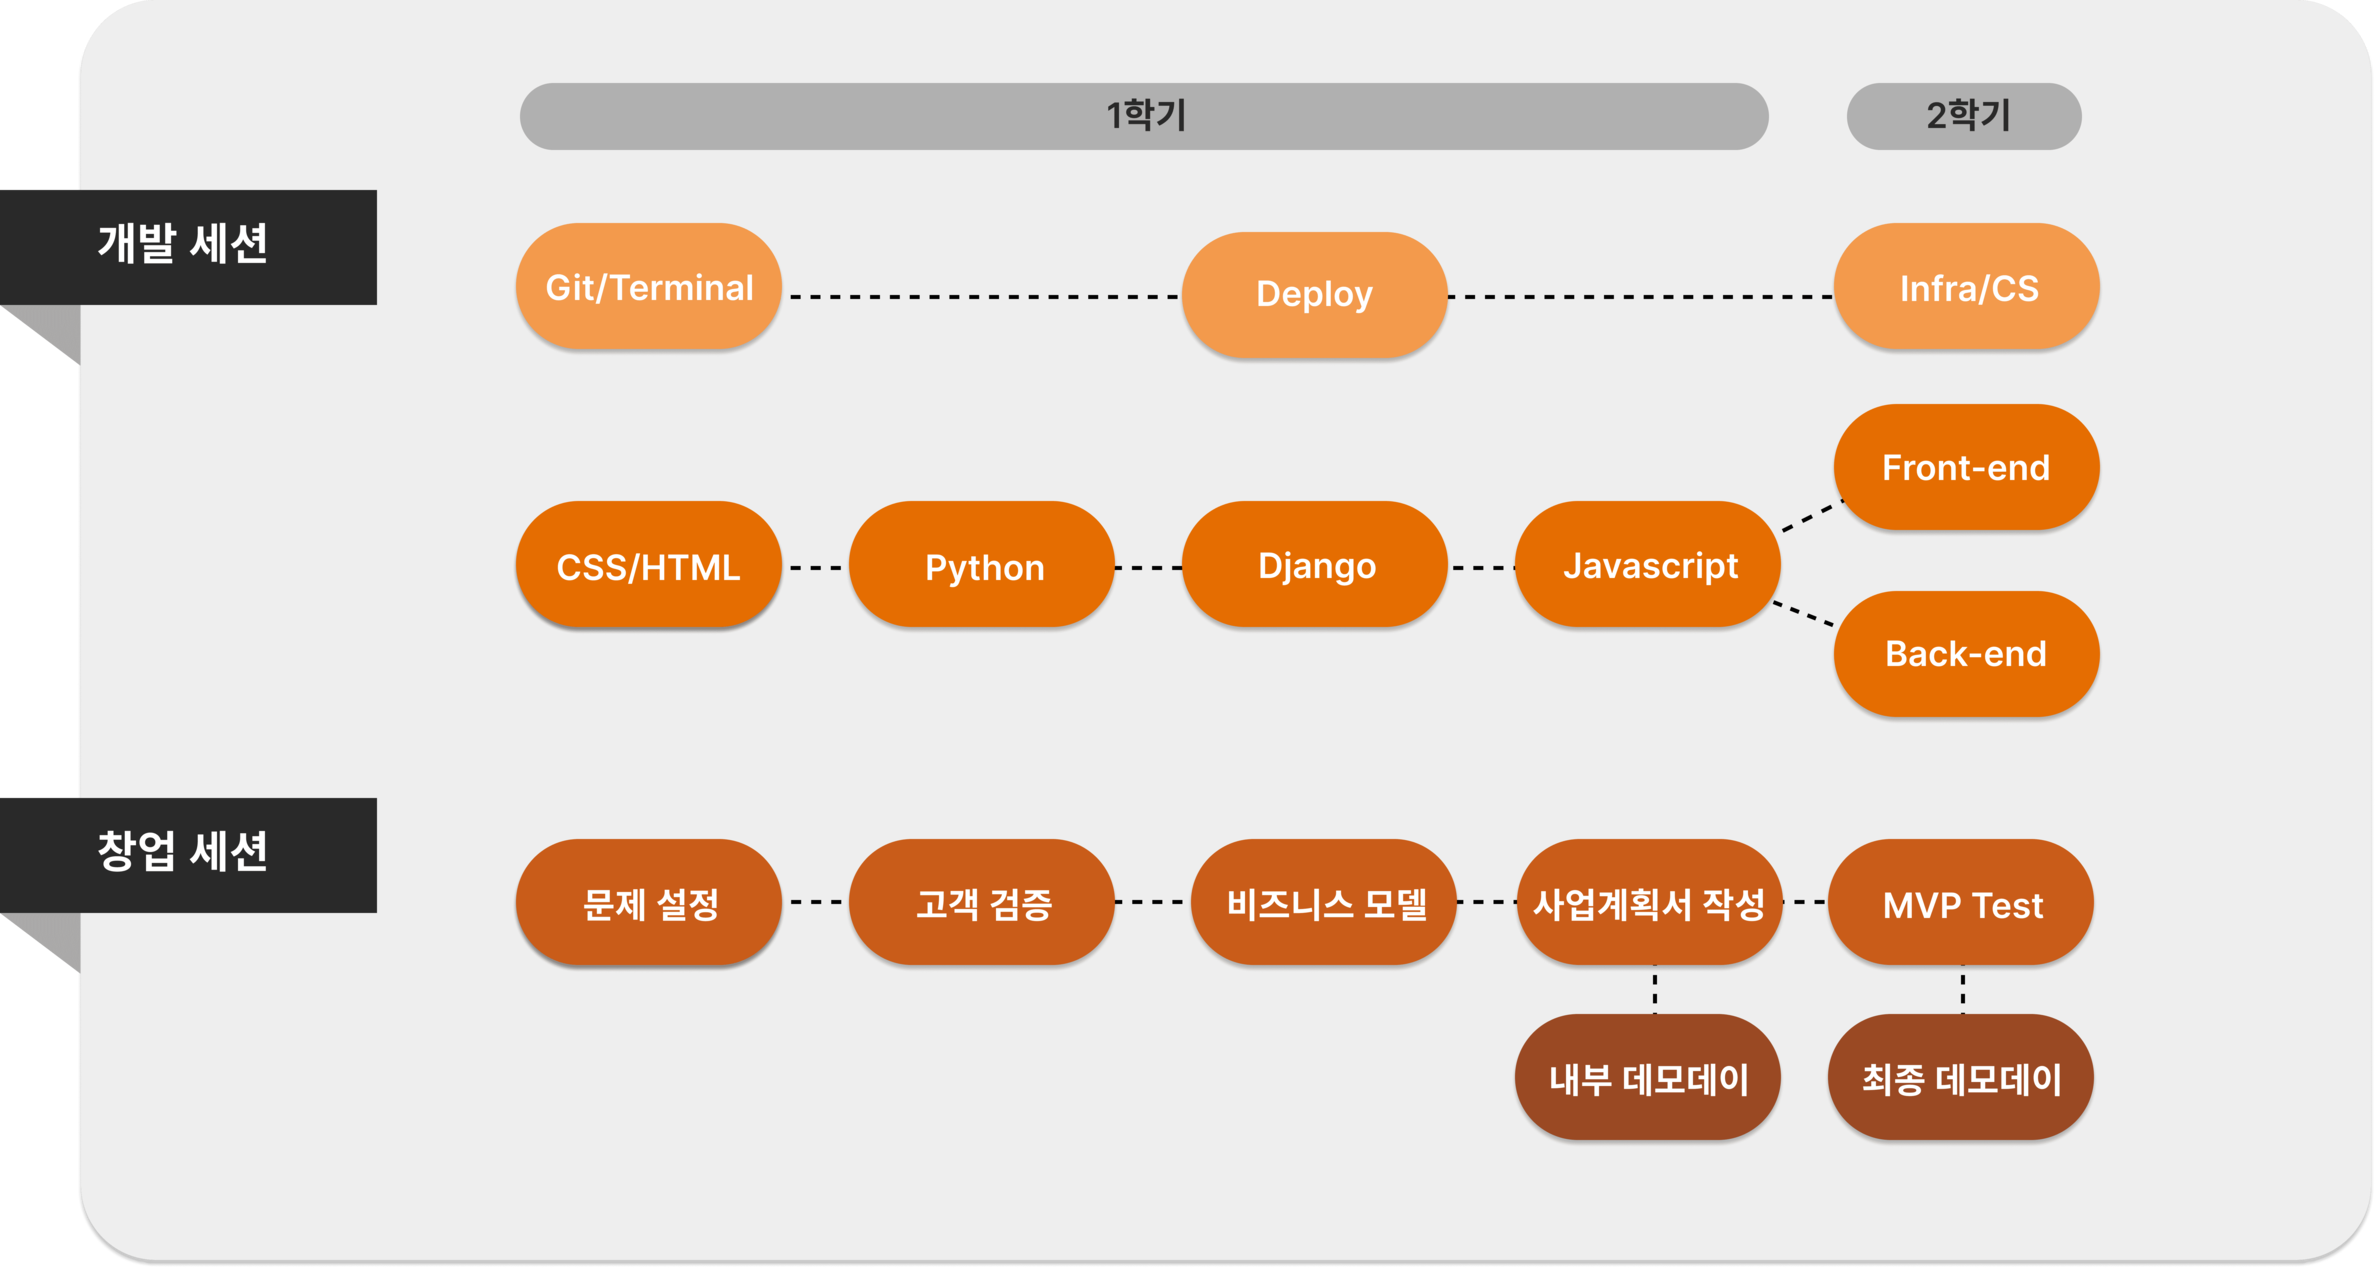 1학기
2학기
개발 세션
Git/Terminal
Deploy
Infra/CS
Front-end
CSS/HTML
Python
Django
Javascript
Back-end
창업 세션
문제 설정
고객 검증
비즈니스 모델
사업계획서 작성
MVP Test
내부 데모데이
최종 데모데이